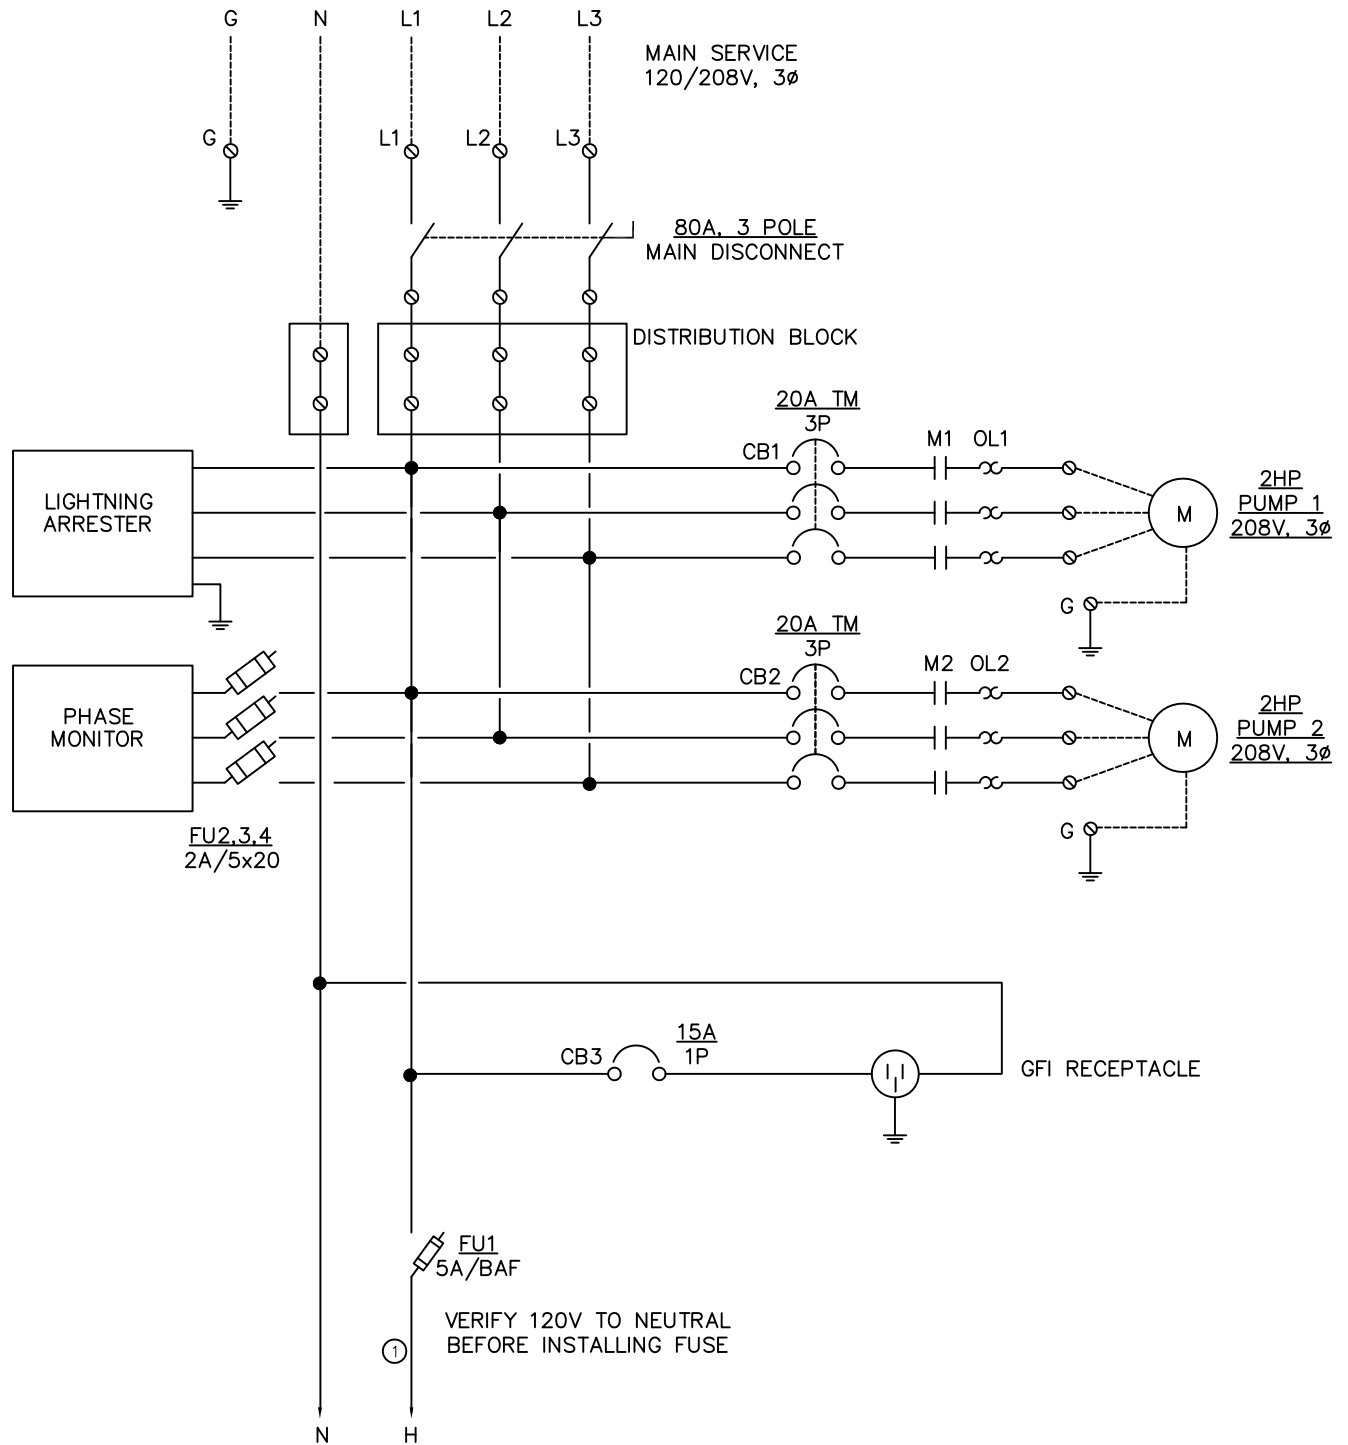 G N L1 L2 L3
MAIN SERVICE
120/208V, 3ø
G L1 L2 L3
80A, 3 POLE
MAIN DISCONNECT
DISTRIBUTION BLOCK
20A TM
3P
CB1 M1 OL1
LIGHTNING
ARRESTER
2HP
PUMP 1
208V, 3ø
M
G
20A TM
3P
CB2 M2 OL2
PHASE
MONITOR
2HP
PUMP 2
208V, 3ø
M
G
FU2,3,4
2A/5x20
15A
1P
CB3
GFI RECEPTACLE
FU1
5A/BAF
VERIFY 120V TO NEUTRAL
BEFORE INSTALLING FUSE
1
N H